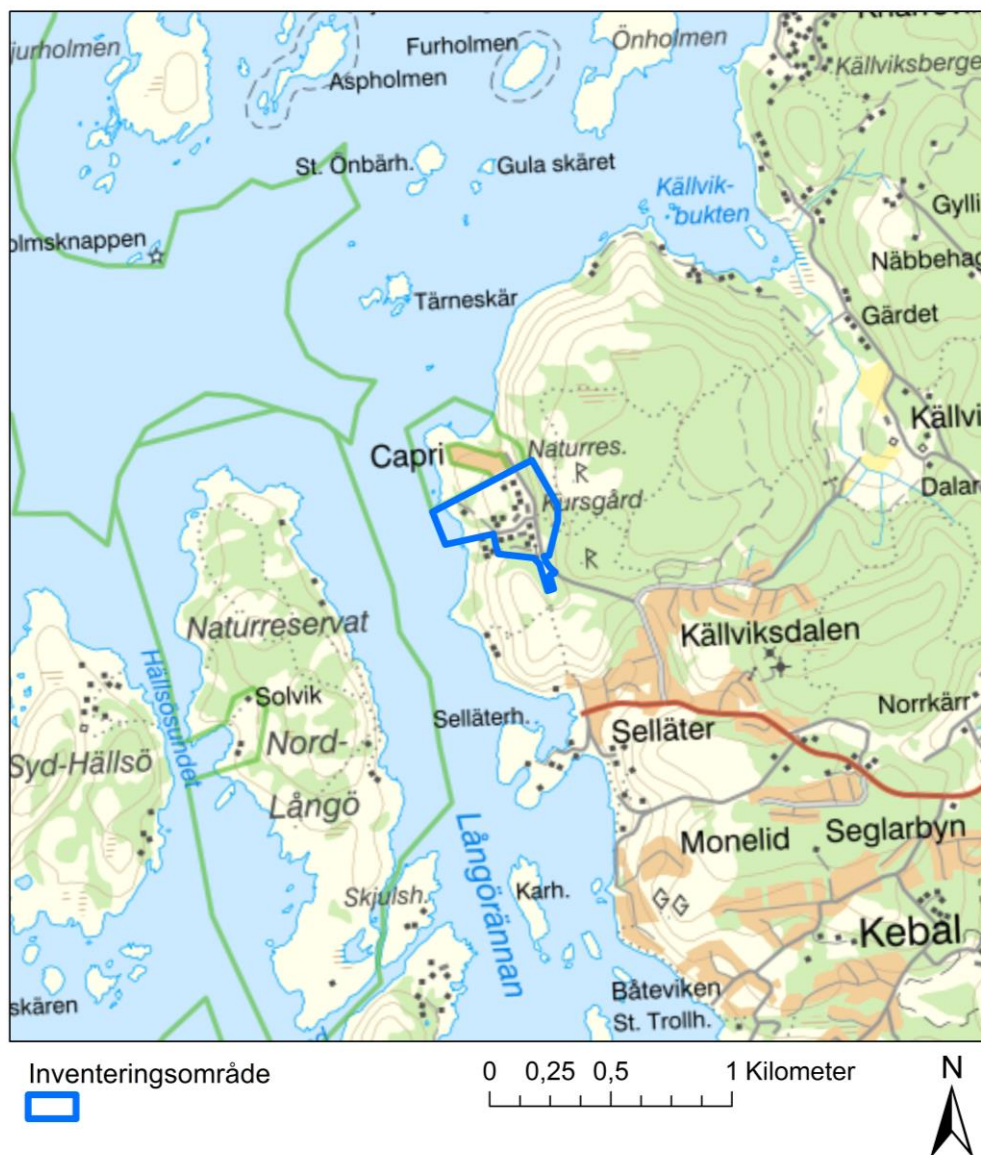 Furholmen
Önholmen
Aspholmen
Källviksberge
St. Önbärh.
Gula skäret
Källvik-
bukten
Gylli
olmsknappen
Näbbehag
Tärneskär
Gärdet
Capri
Naturres.
Källvi
R
Kursgård
Dalar
R
Naturreservat
Källviksdalen
Hällsösundet
Solvik
Norrkärr
Selläterh.
Selläter
Syd-Hällsö
Nord-
Långö
Monelid
Seglarbyn
Långörännan
Skjulsh.
Karh.
G G
Kebal
Båteviken
skären
St. Trollh.
Inventeringsområde
0 0,25 0,5 1 Kilometer
N